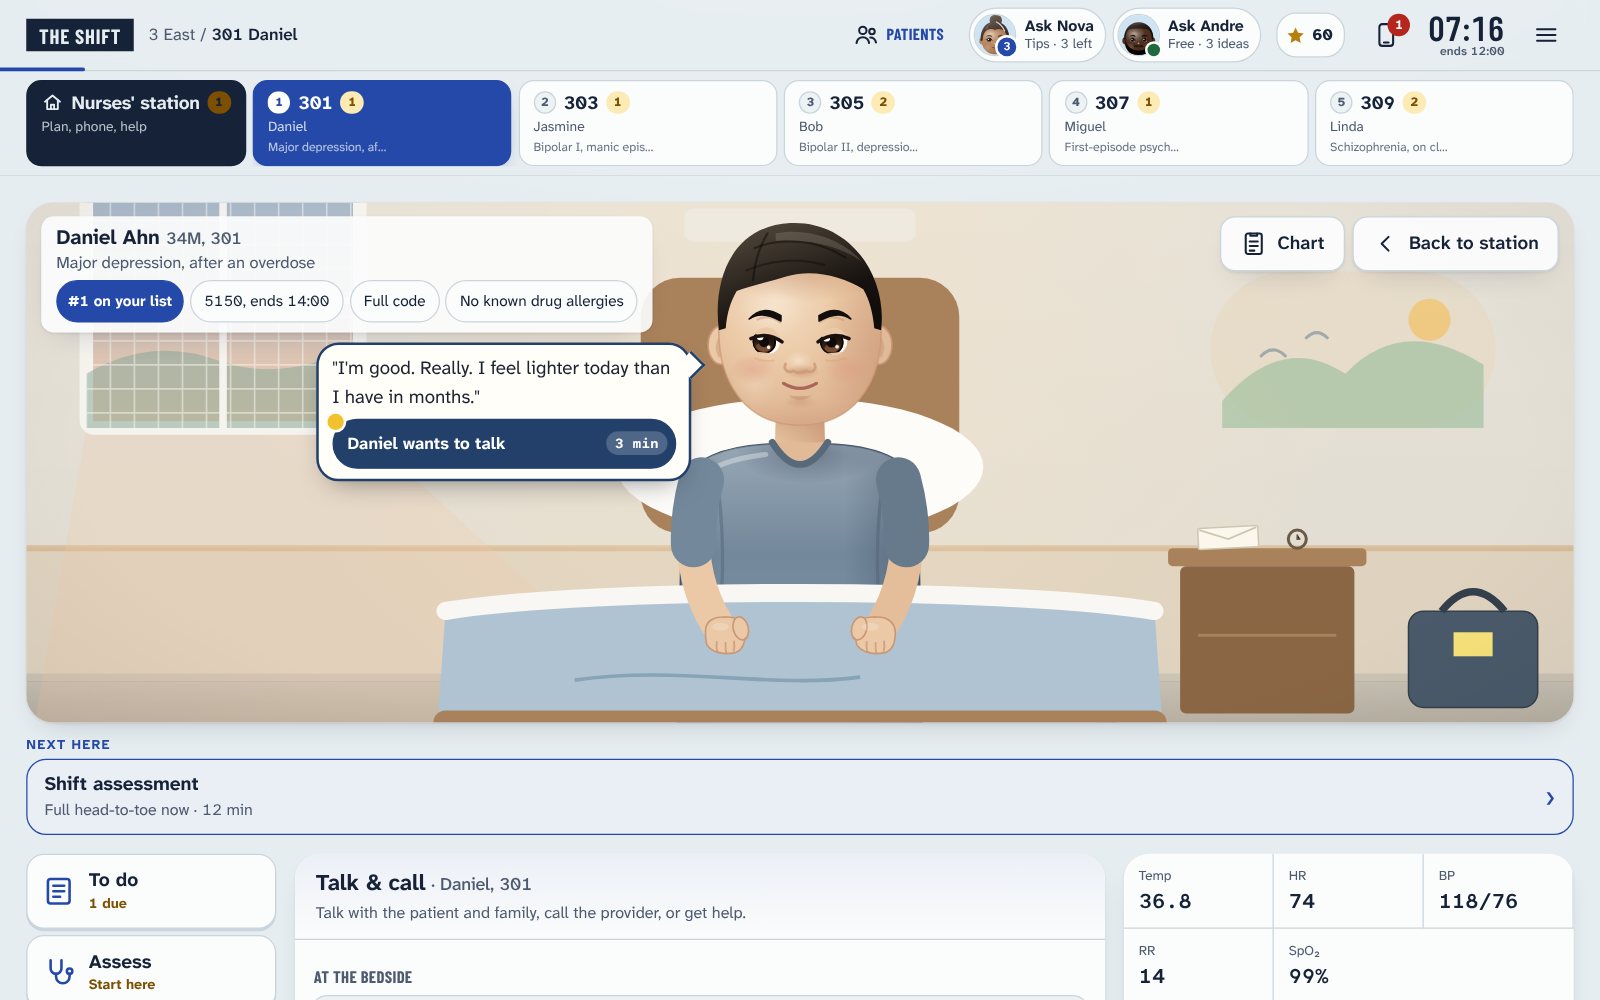 THE SHIFT
3 East / 301 Daniel
PATIENTS
Ask Nova
Tips · 3 left
3
Ask Andre
Free · 3 ideas
60
1
07:16
ends 12:00
Nurses' station 1
Plan, phone, help
1 301 1
Daniel
Major depression, af...
2 303 1
Jasmine
Bipolar I, manic epis...
3 305 2
Bob
Bipolar II, depressio...
4 307 1
Miguel
First-episode psych...
5 309 2
Linda
Schizophrenia, on cl...
Daniel Ahn 34M, 301
Major depression, after an overdose
#1 on your list
5150, ends 14:00
Full code
No known drug allergies
Chart
Back to station
"I'm good. Really. I feel lighter today than
I have in months."
Daniel wants to talk 3 min
NEXT HERE
Shift assessment
Full head-to-toe now · 12 min
To do
1 due
Assess
Start here
Talk & call · Daniel, 301
Talk with the patient and family, call the provider, or get help.
AT THE BEDSIDE
Temp
36.8
HR
74
BP
118/76
RR
14
SpO₂
99%